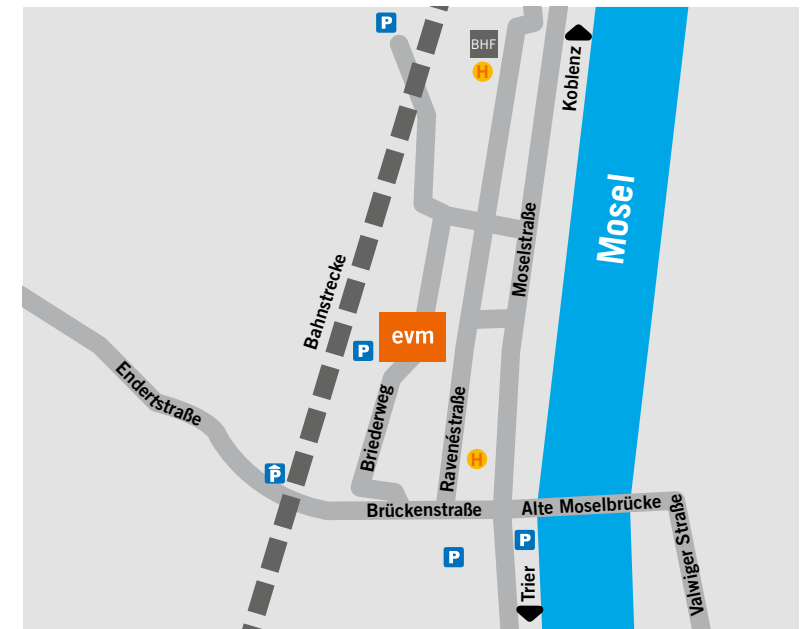 P
BHF
H
Koblenz
Mosel
Moselstraße
Bahnstrecke
evm
P
Endertstraße
Briederweg
Ravenéstraße
H
P
Brückenstraße
Alte Moselbrücke
Valwiger Straße
P
P
Trier